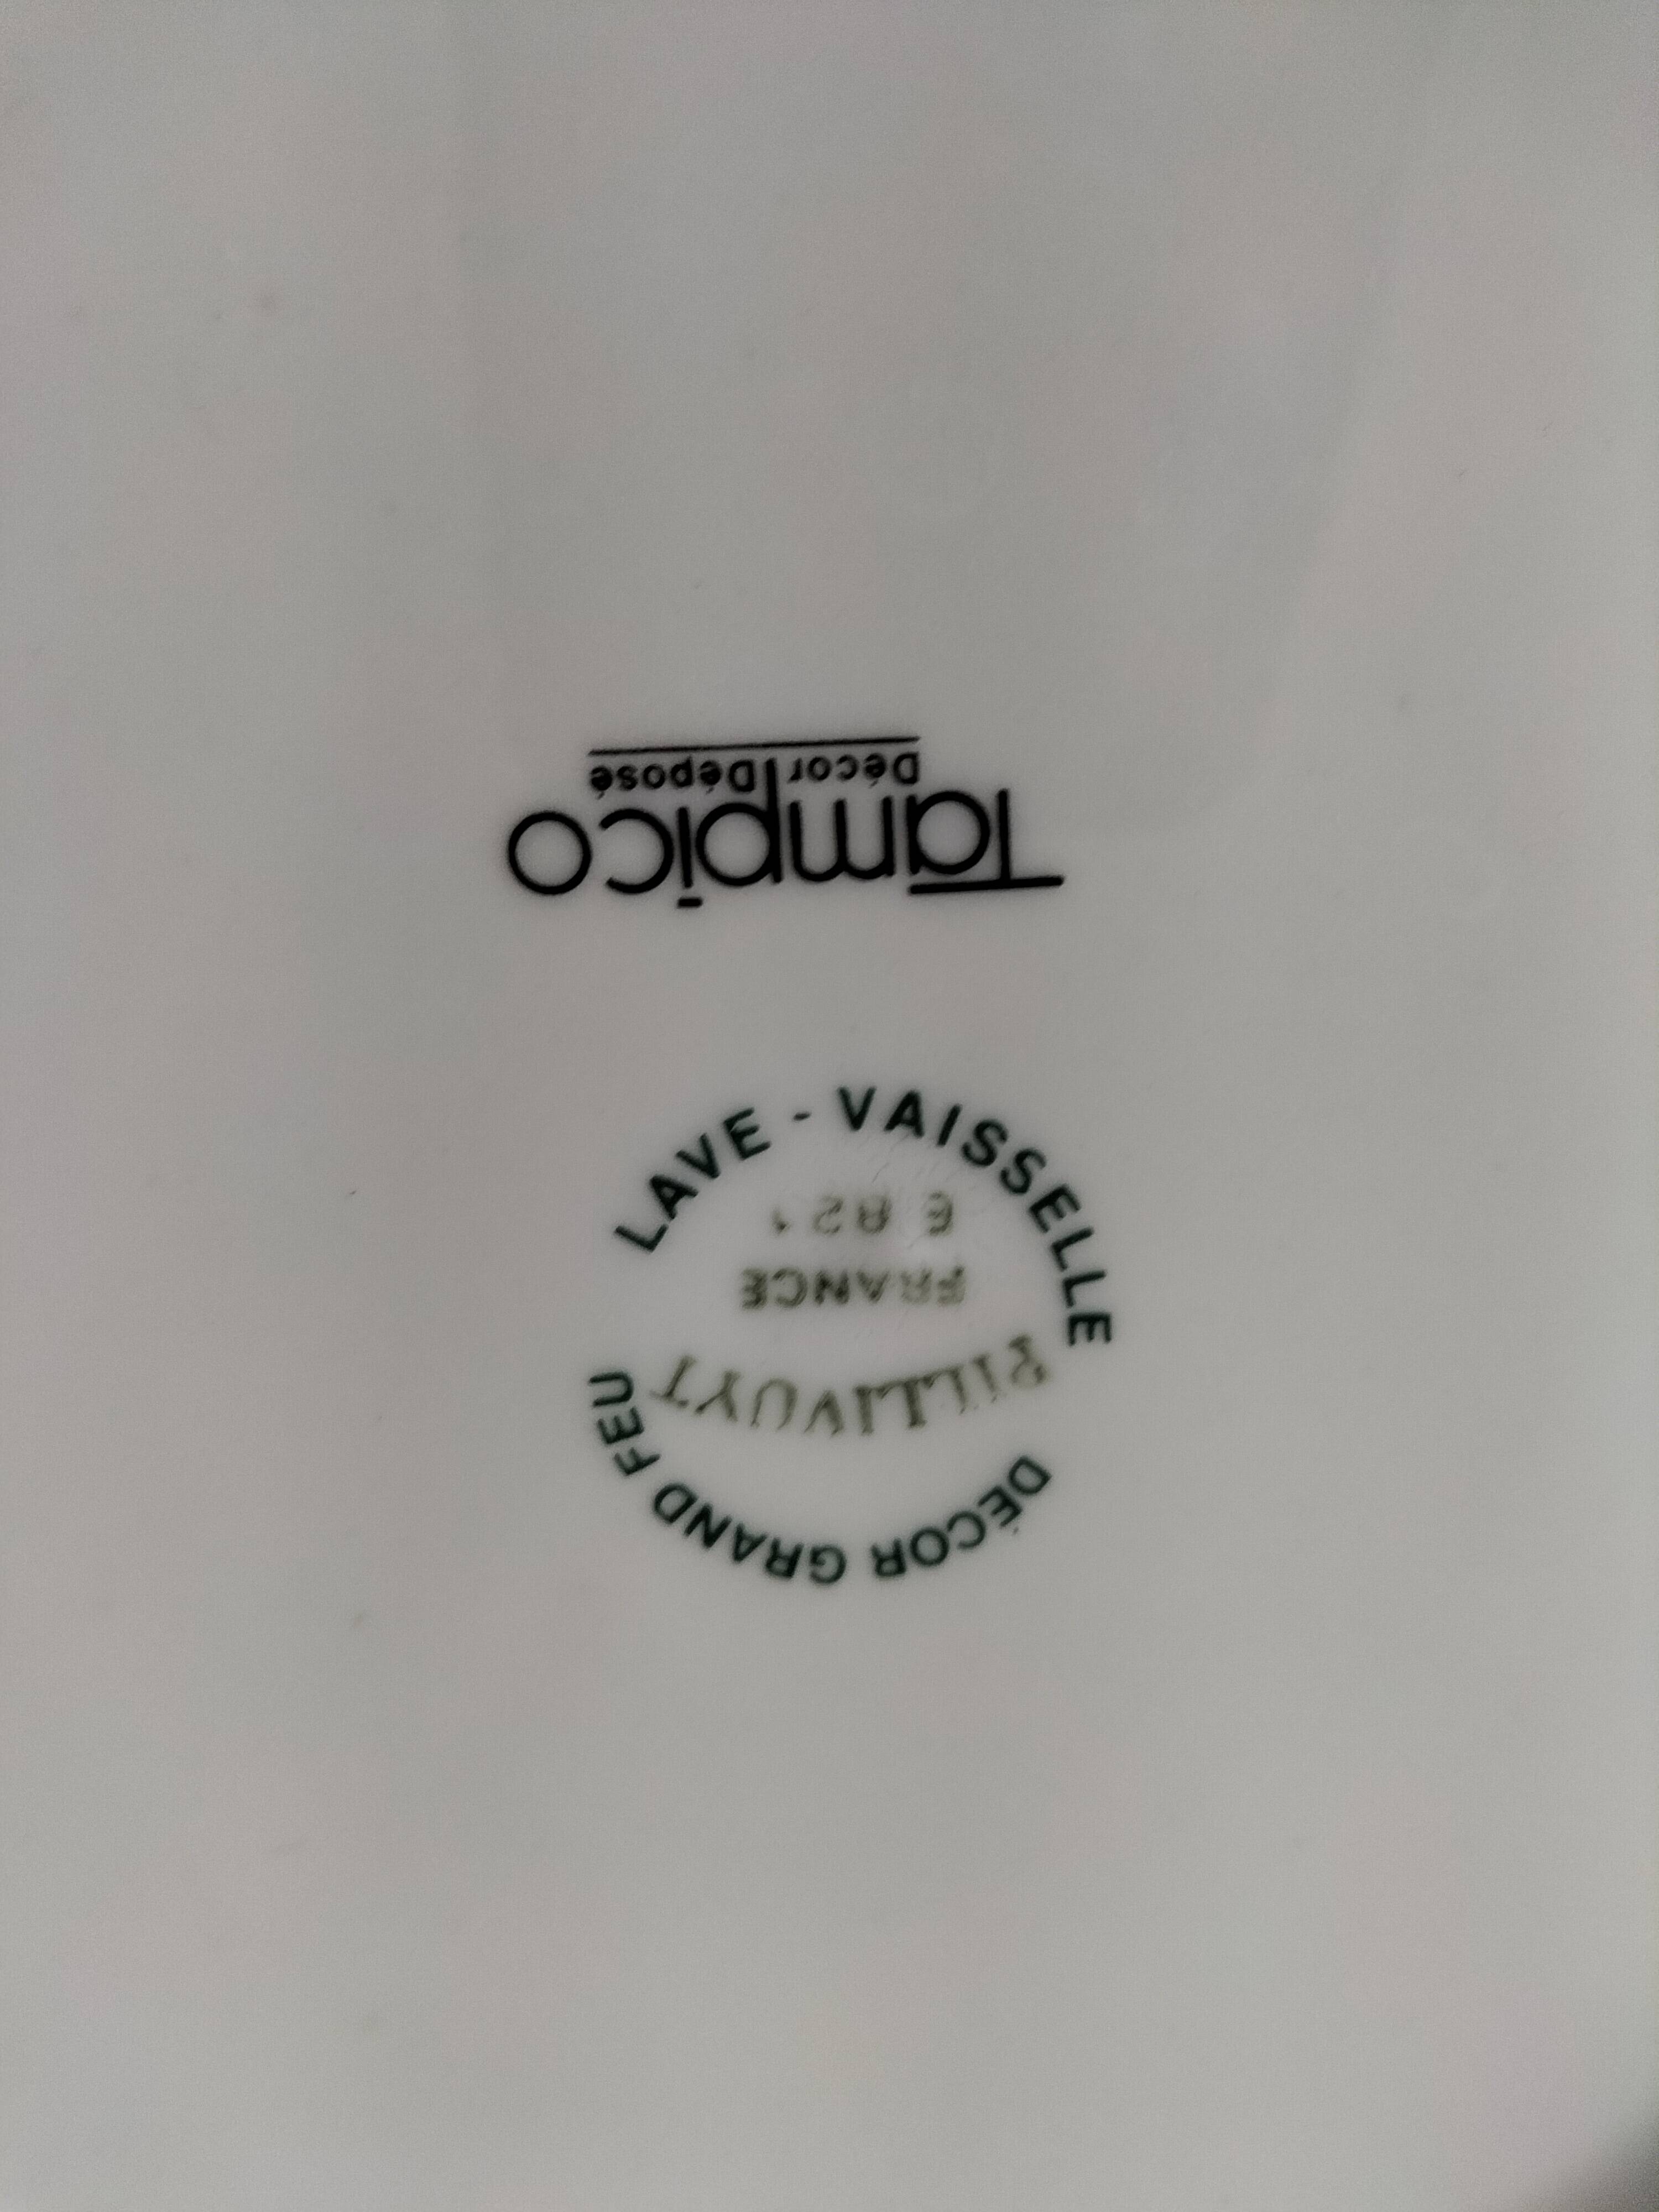 DÉCOR GRAND FEU
PILLIVUYT
FRANCE
LAVE - VAISSELLE
Tampico
Décor Déposé